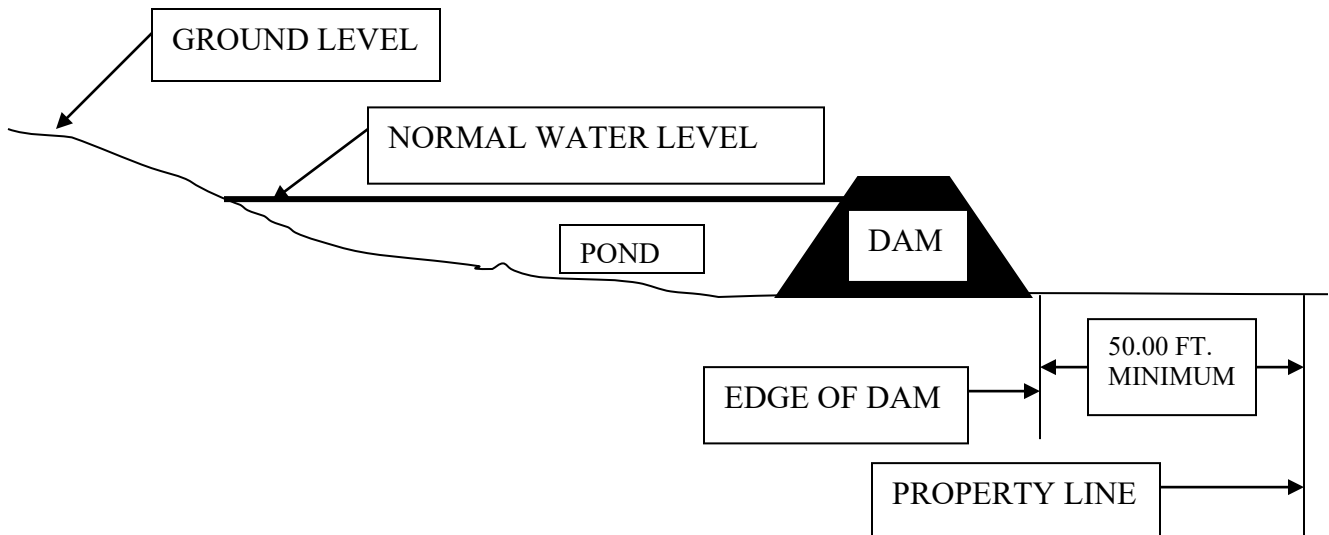 GROUND LEVEL
NORMAL WATER LEVEL
DAM
POND
50.00 FT.
MINIMUM
EDGE OF DAM
PROPERTY LINE